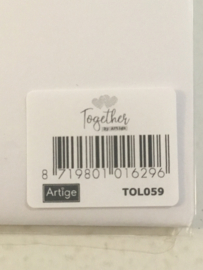 Together
BY ARTIGE
8 719801 016296
Artige
TOL059